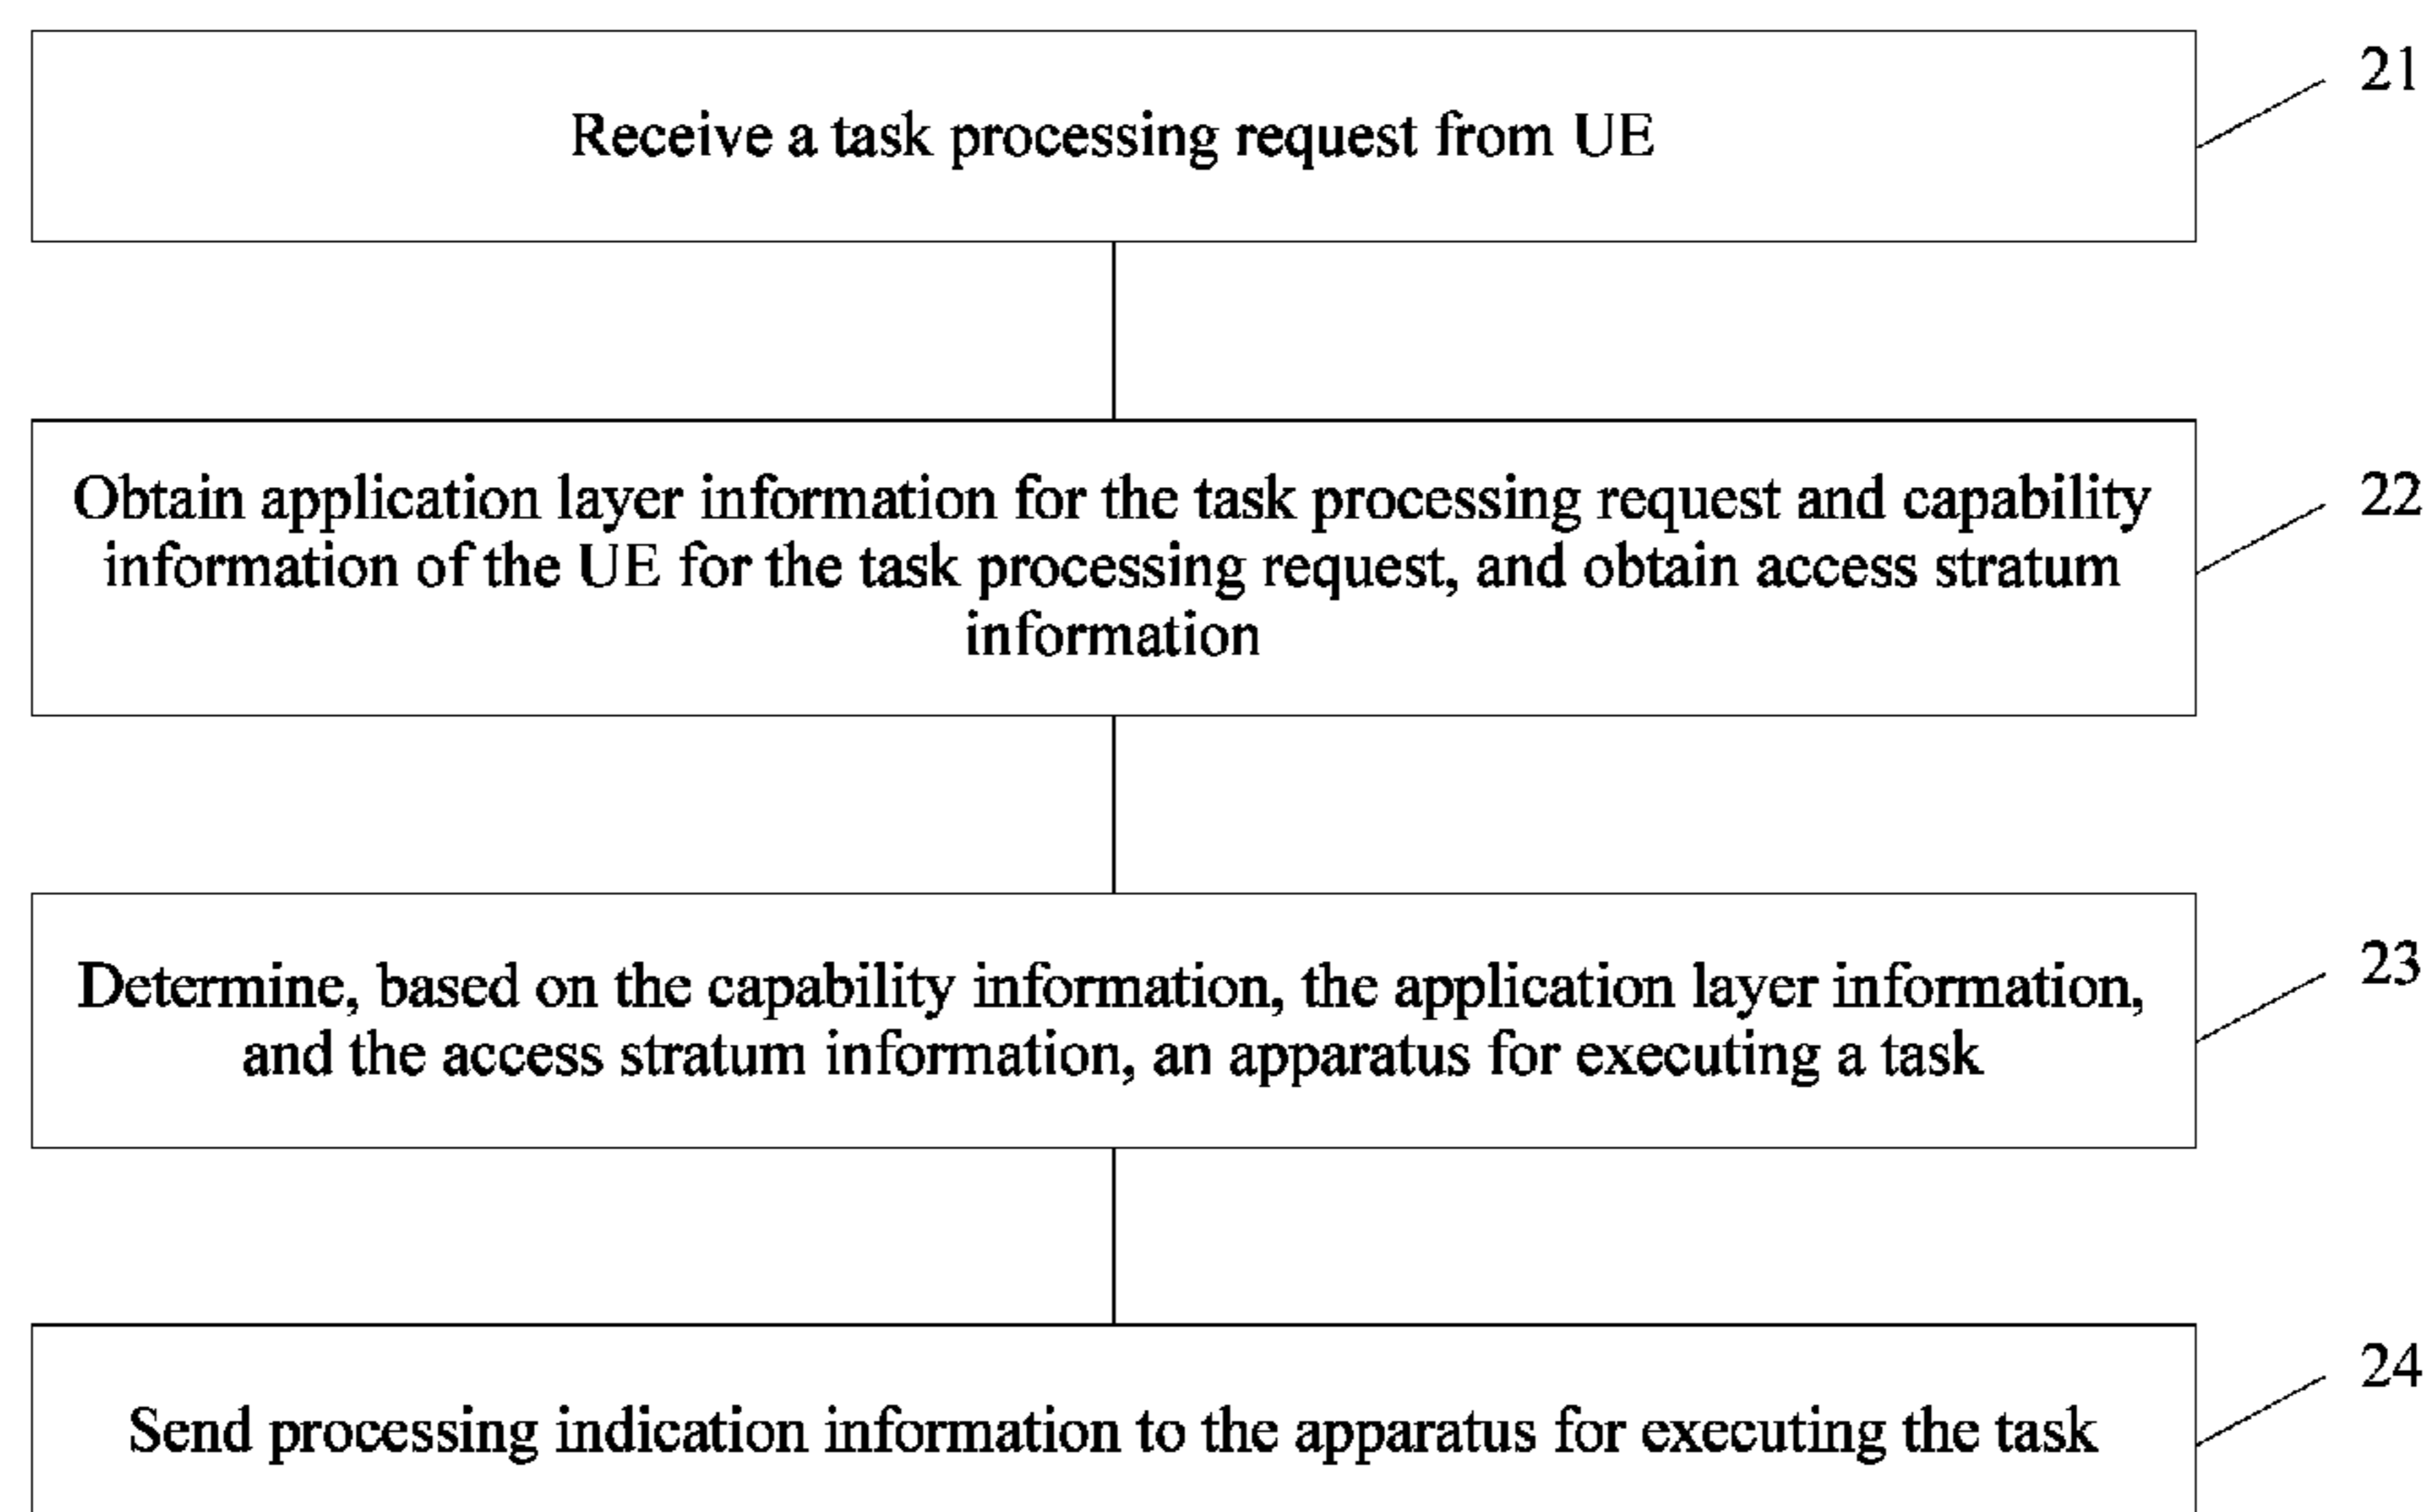 Receive a task processing request from UE
21
Obtain application layer information for the task processing request and capability
information of the UE for the task processing request, and obtain access stratum
information
22
Determine, based on the capability information, the application layer information,
and the access stratum information, an apparatus for executing a task
23
Send processing indication information to the apparatus for executing the task
24